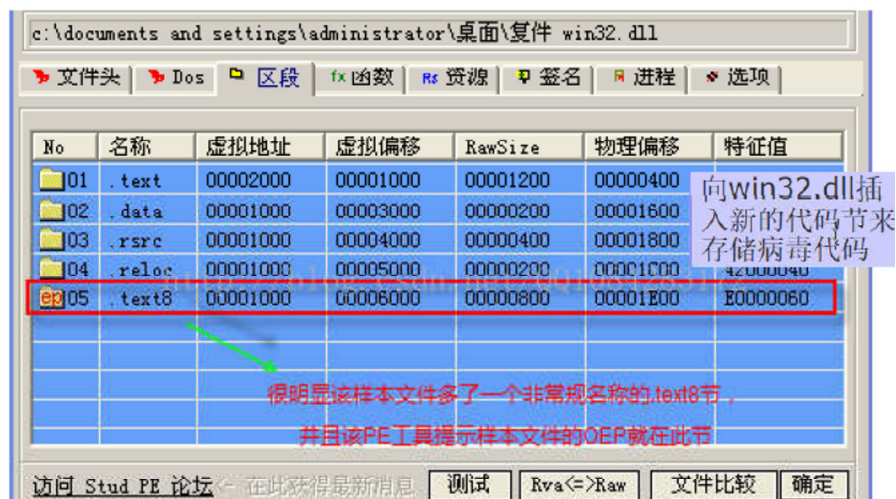 c:\documents and settings\administrator\桌面\复件 win32.dll
文件头 Dos 区段 fx 函数 Rs 资源 签名 进程 选项
No 名称 虚拟地址 虚拟偏移 RawSize 物理偏移 特征值
01 .text 00002000 00001000 00001200 00000400
02 .data 00001000 00003000 00000200 00001600
03 .rsrc 00001000 00004000 00000400 00001800
04 .reloc 00001000 00005000 00000200 00001C00 42000040
ep 05 .text8 00001000 00006000 00000800 00001E00 E0000060
向win32.dll插
入新的代码节来
存储病毒代码
很明显该样本文件多了一个非常规名称的.text8节，
并且该PE工具提示样本文件的OEP就在此节
访问 Stud PE 论坛 <- 在此获得最新消息 测试 Rva<=>Raw 文件比较 确定